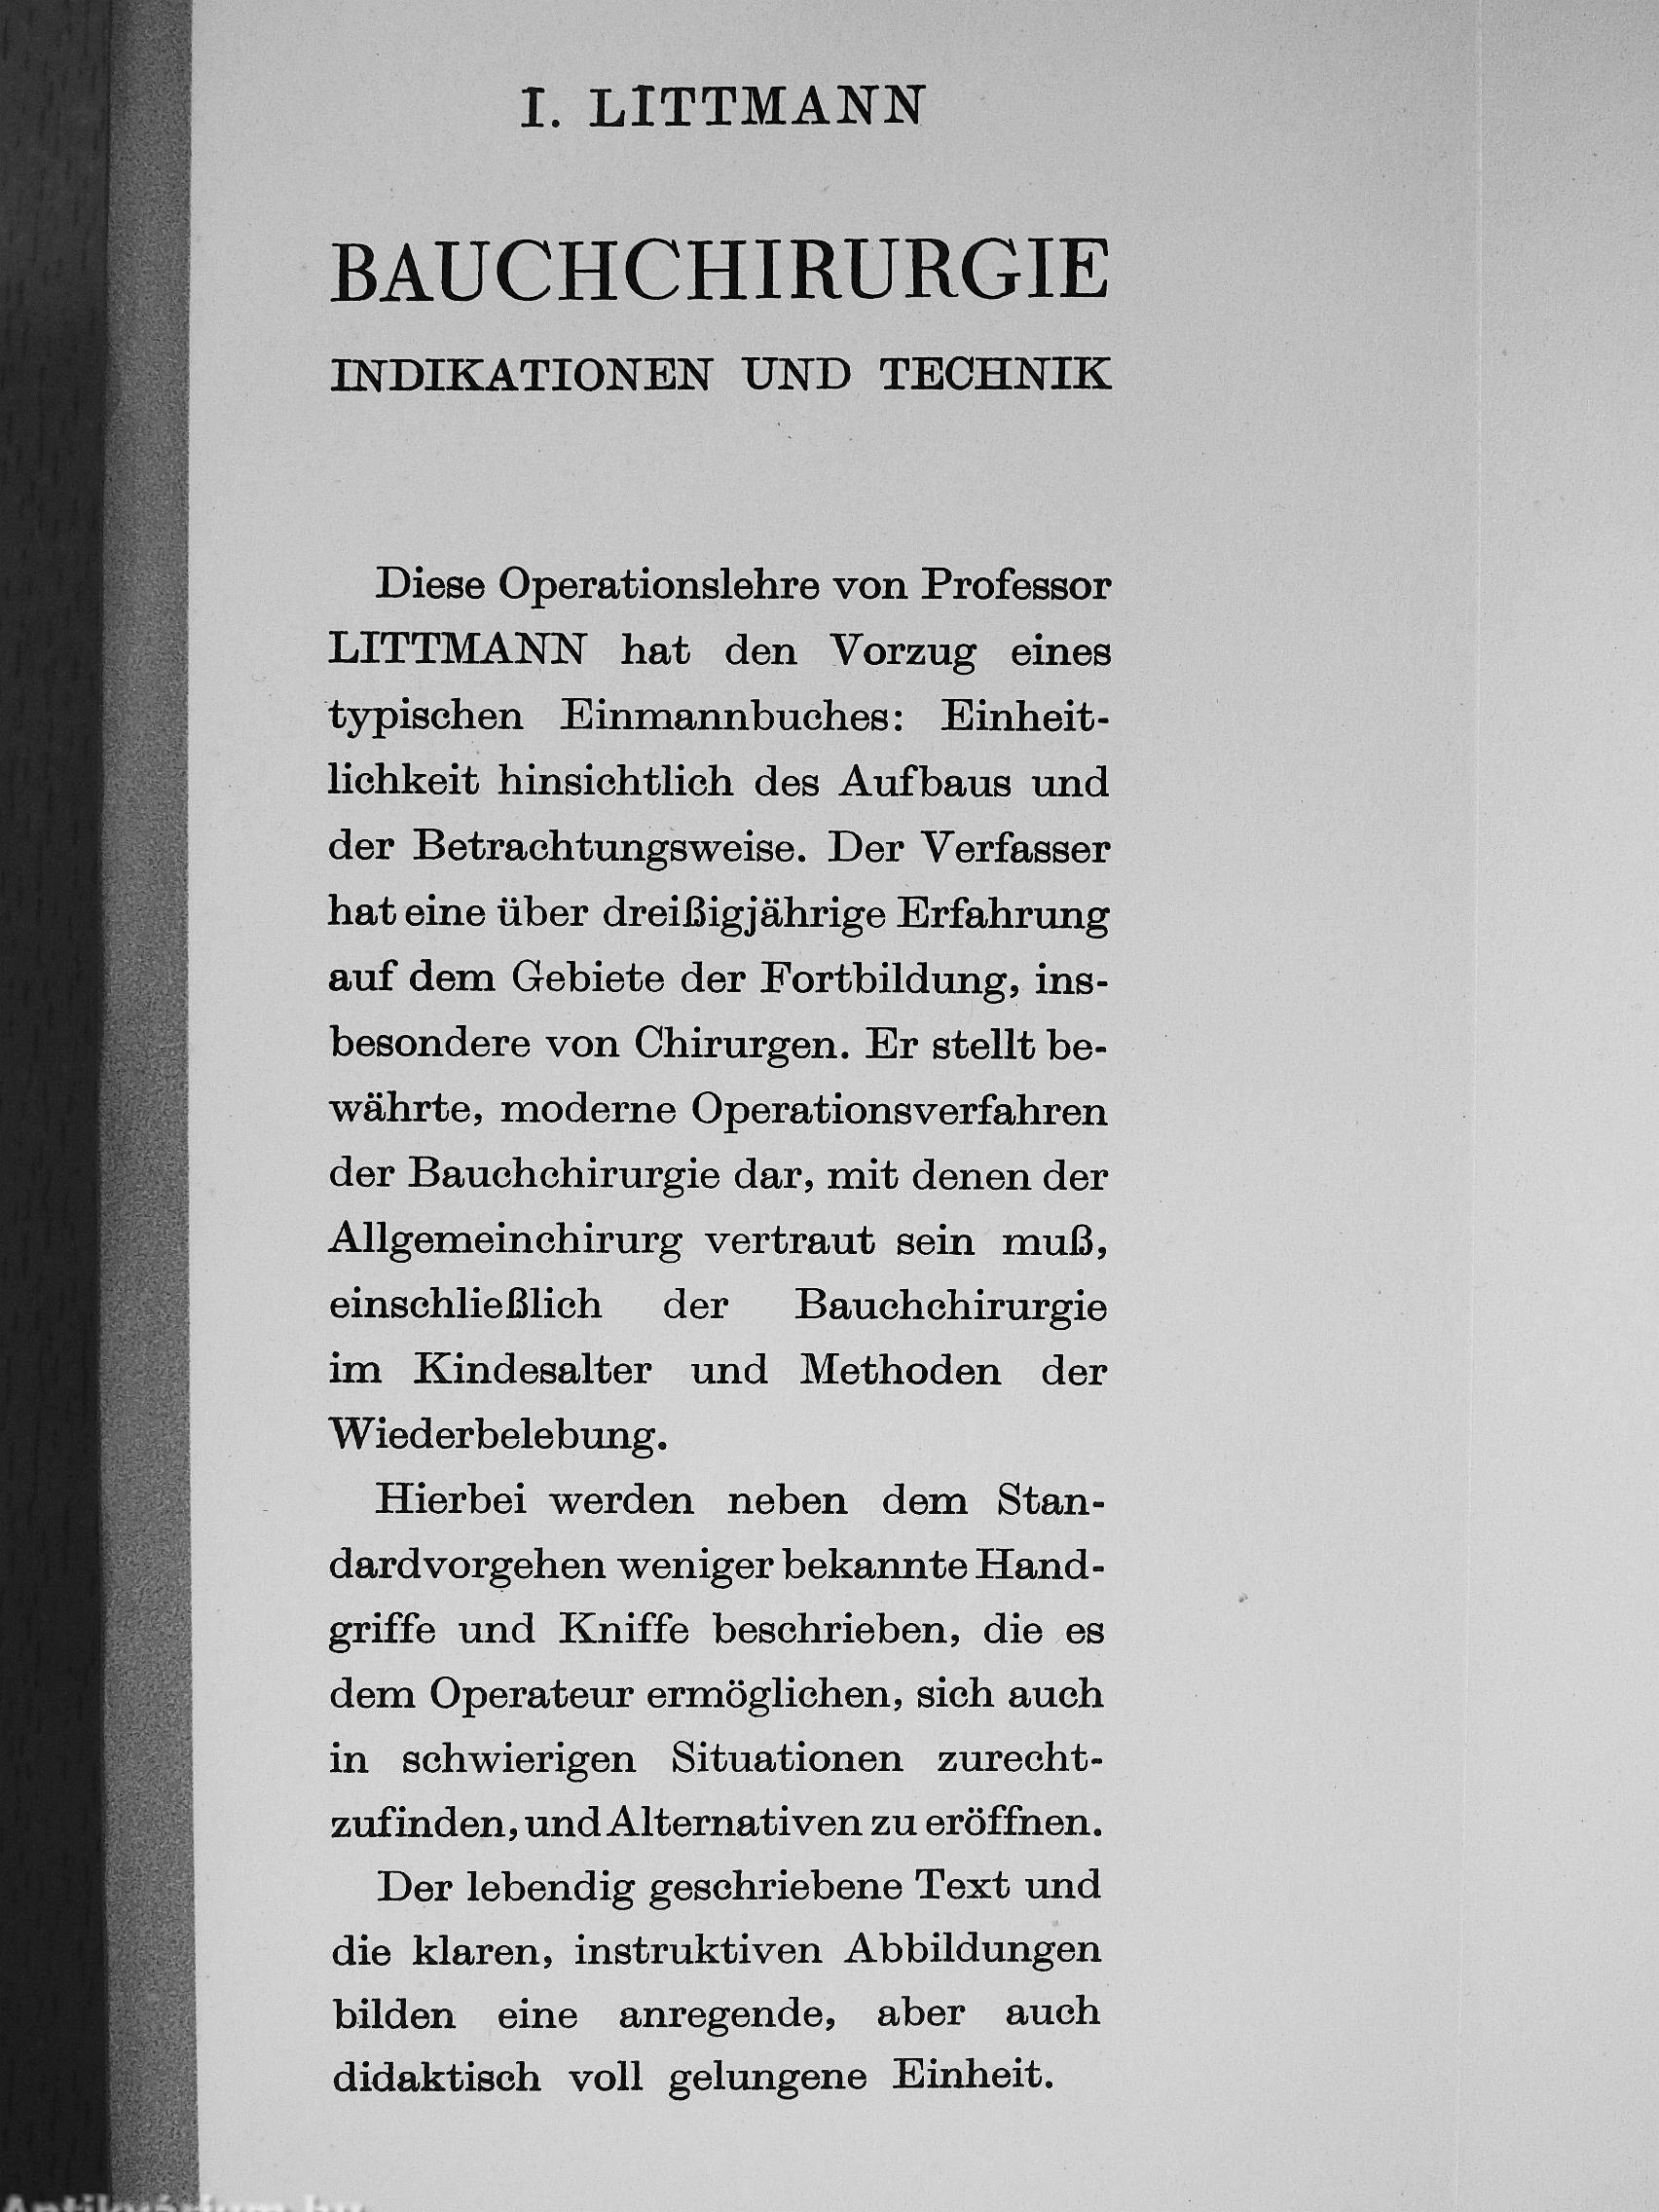 I. LITTMANN
BAUCHCHIRURGIE
INDIKATIONEN UND TECHNIK
Diese Operationslehre von Professor
LITTMANN hat den Vorzug eines
typischen Einmannbuches: Einheit-
lichkeit hinsichtlich des Aufbaus und
der Betrachtungsweise. Der Verfasser
hat eine über dreißigjährige Erfahrung
auf dem Gebiete der Fortbildung, ins-
besondere von Chirurgen. Er stellt be-
währte, moderne Operationsverfahren
der Bauchchirurgie dar, mit denen der
Allgemeinchirurg vertraut sein muß,
einschließlich der Bauchchirurgie
im Kindesalter und Methoden der
Wiederbelebung.
Hierbei werden neben dem Stan-
dardvorgehen weniger bekannte Hand-
griffe und Kniffe beschrieben, die es
dem Operateur ermöglichen, sich auch
in schwierigen Situationen zurecht-
zufinden, und Alternativen zu eröffnen.
Der lebendig geschriebene Text und
die klaren, instruktiven Abbildungen
bilden eine anregende, aber auch
didaktisch voll gelungene Einheit.